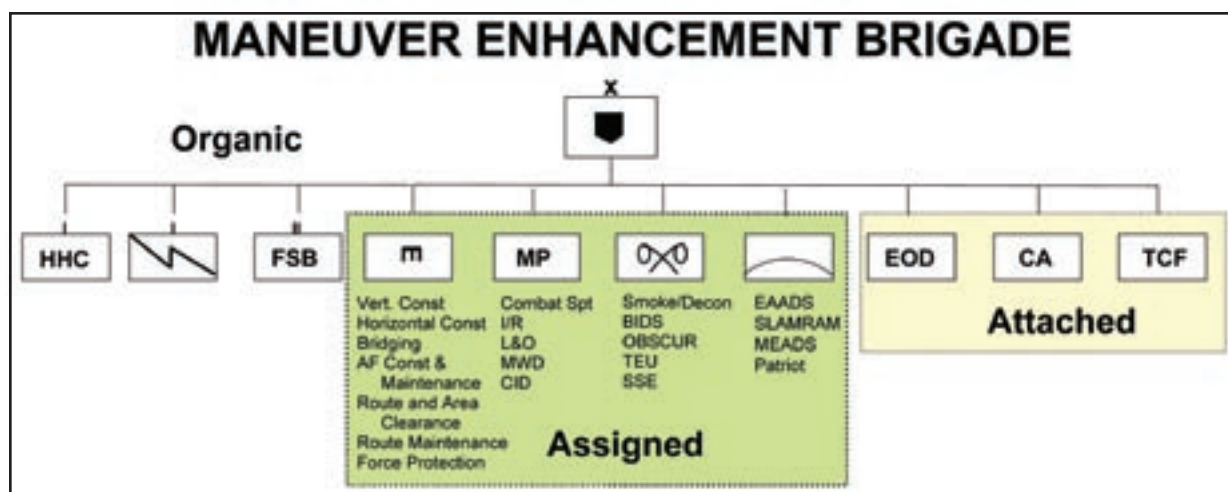 MANEUVER ENHANCEMENT BRIGADE
X
Organic
HHC
FSB
E
MP
EOD
CA
TCF
Vert. Const
Horizontal Const
Bridging
AF Const &
Maintenance
Route and Area
Clearance
Route Maintenance
Force Protection
Combat Spt
I/R
L&O
MWD
CID
Smoke/Decon
BIDS
OBSCUR
TEU
SSE
EAADS
SLAMRAM
MEADS
Patriot
Assigned
Attached